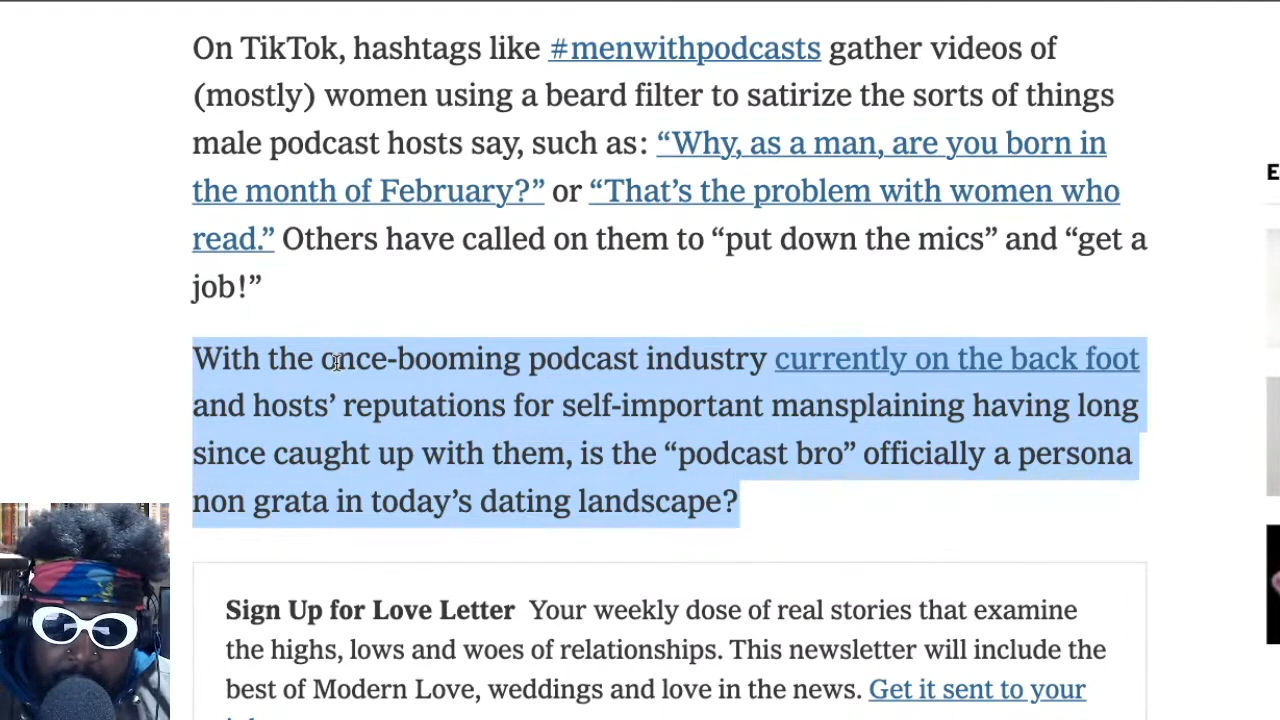 On TikTok, hashtags like #menwithpodcasts gather videos of
(mostly) women using a beard filter to satirize the sorts of things
male podcast hosts say, such as: “Why, as a man, are you born in
the month of February?” or “That’s the problem with women who
read.” Others have called on them to “put down the mics” and “get a
job!”
With the once-booming podcast industry currently on the back foot
and hosts’ reputations for self-important mansplaining having long
since caught up with them, is the “podcast bro” officially a persona
non grata in today’s dating landscape?
Sign Up for Love Letter Your weekly dose of real stories that examine
the highs, lows and woes of relationships. This newsletter will include the
best of Modern Love, weddings and love in the news. Get it sent to your
E